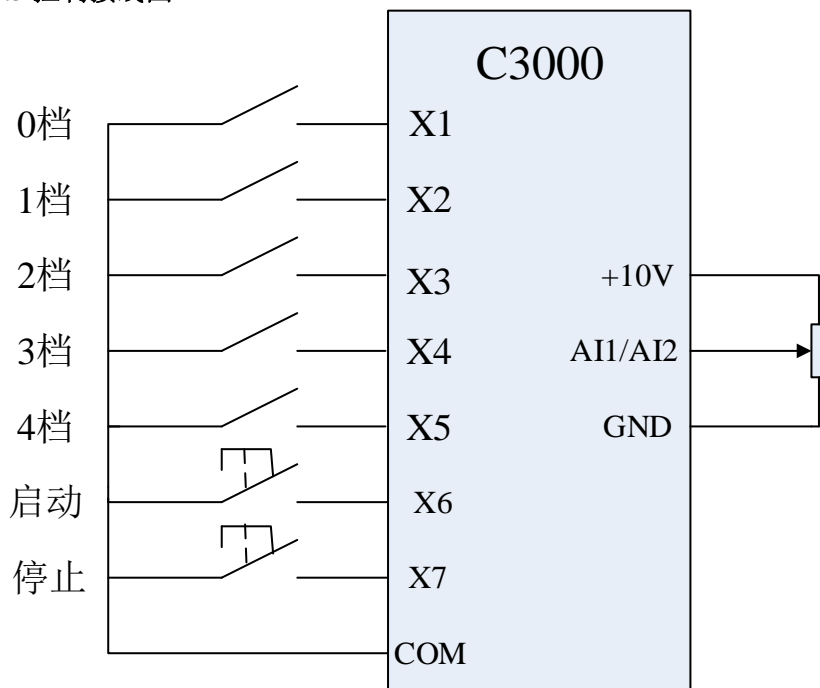 C3000
0档 X1
1档 X2
2档 X3 +10V
3档 X4 AI1/AI2
4档 X5 GND
启动 X6
停止 X7
COM